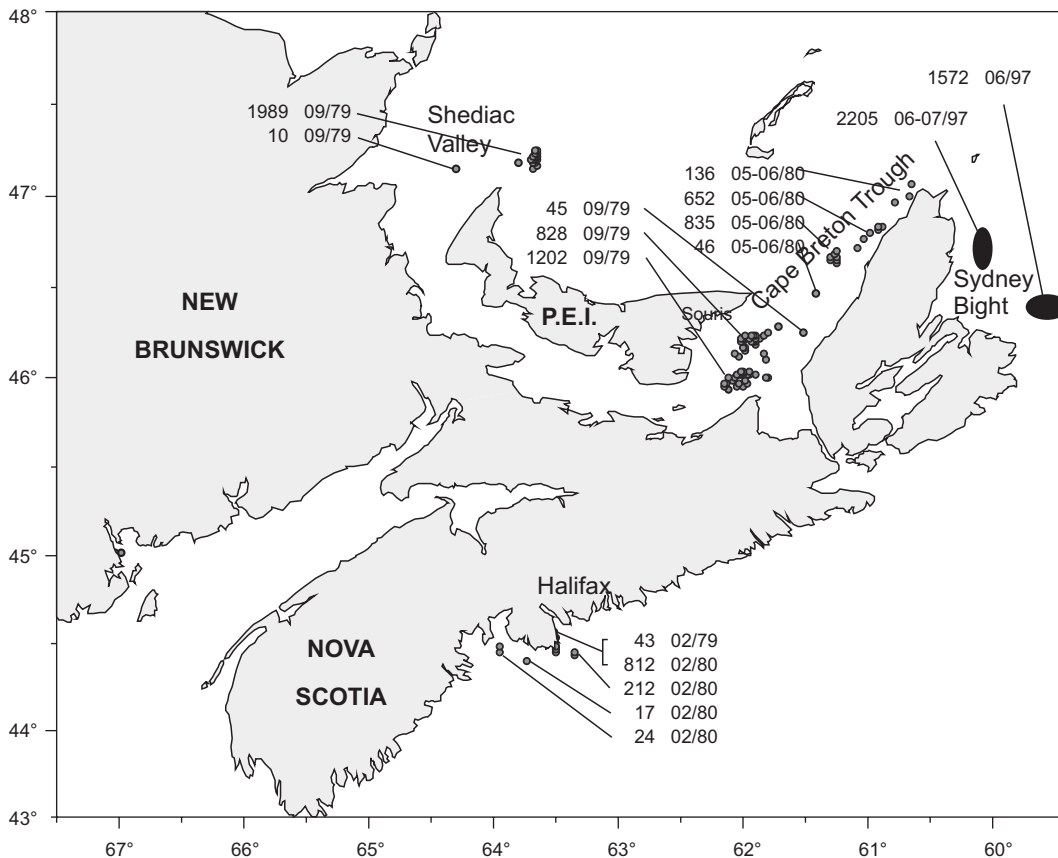 48°
1572 06/97
1989 09/79
Shediac
Valley
2205 06-07/97
10 09/79
47°
136 05-06/80
652 05-06/80
835 05-06/80
46 05-06/80
Cape Breton Trough
45 09/79
828 09/79
1202 09/79
Sydney
Bight
NEW
BRUNSWICK
P.E.I.
Souris
46°
45°
Halifax
43 02/79
812 02/80
212 02/80
17 02/80
24 02/80
NOVA
SCOTIA
44°
43°
67° 66° 65° 64° 63° 62° 61° 60°